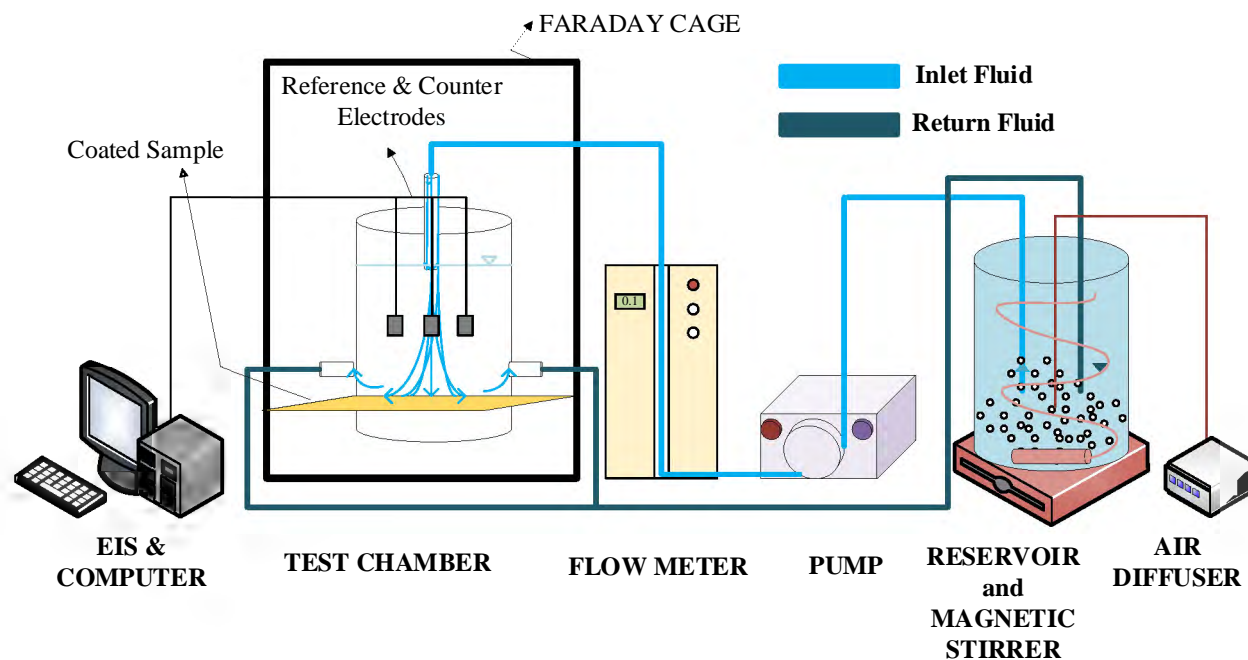 FARADAY CAGE
Reference & Counter
Electrodes
Coated Sample
Inlet Fluid
Return Fluid
0.1
EIS &
COMPUTER
TEST CHAMBER
FLOW METER
PUMP
RESERVOIR
and
MAGNETIC
STIRRER
AIR
DIFFUSER